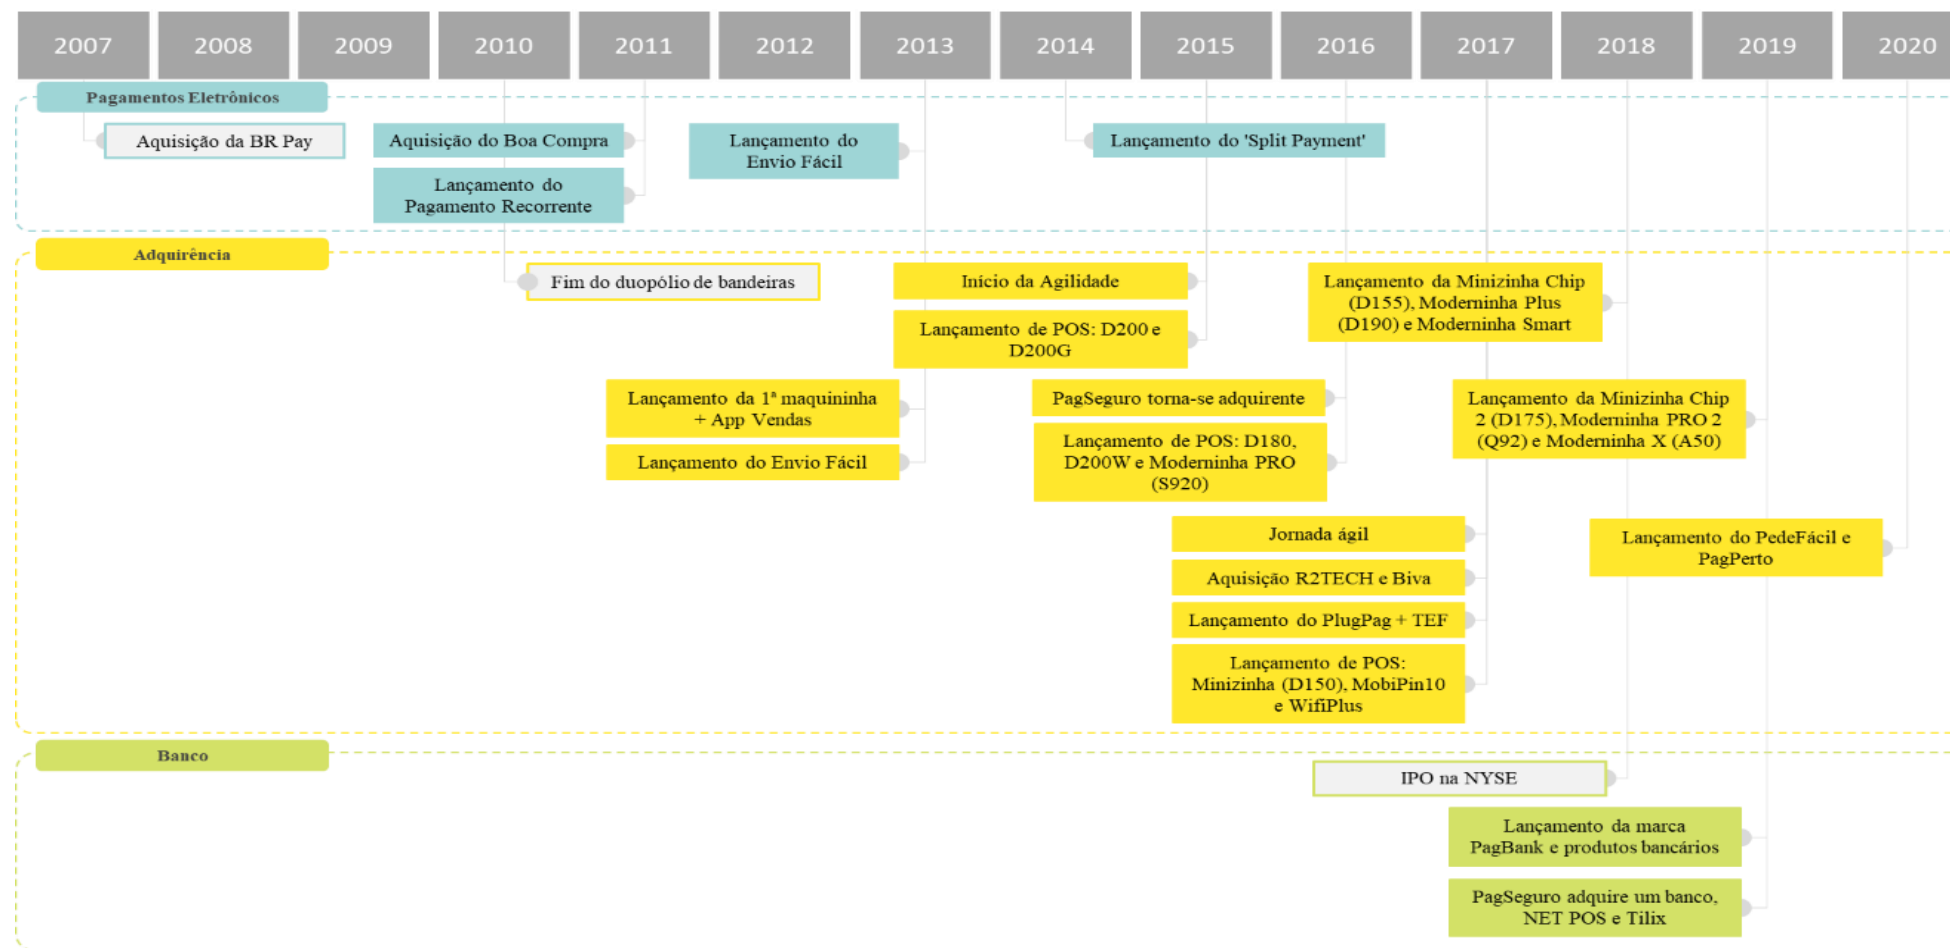 2007
2008
2009
2010
2011
2012
2013
2014
2015
2016
2017
2018
2019
2020
Pagamentos Eletrônicos
Aquisição da BR Pay
Aquisição do Boa Compra
Lançamento do
Pagamento Recorrente
Lançamento do
Envio Fácil
Lançamento do 'Split Payment'
Adquirência
Fim do duopólio de bandeiras
Início da Agilidade
Lançamento de POS: D200 e
D200G
Lançamento da Minizinha Chip
(D155), Moderninha Plus
(D190) e Moderninha Smart
Lançamento da 1ª maquininha
+ App Vendas
Lançamento do Envio Fácil
PagSeguro torna-se adquirente
Lançamento de POS: D180,
D200W e Moderninha PRO
(S920)
Lançamento da Minizinha Chip
2 (D175), Moderninha PRO 2
(Q92) e Moderninha X (A50)
Jornada ágil
Aquisição R2TECH e Biva
Lançamento do PlugPag + TEF
Lançamento de POS:
Minizinha (D150), MobiPin10
e WifiPlus
Lançamento do PedeFácil e
PagPerto
Banco
IPO na NYSE
Lançamento da marca
PagBank e produtos bancários
PagSeguro adquire um banco,
NET POS e Tilix